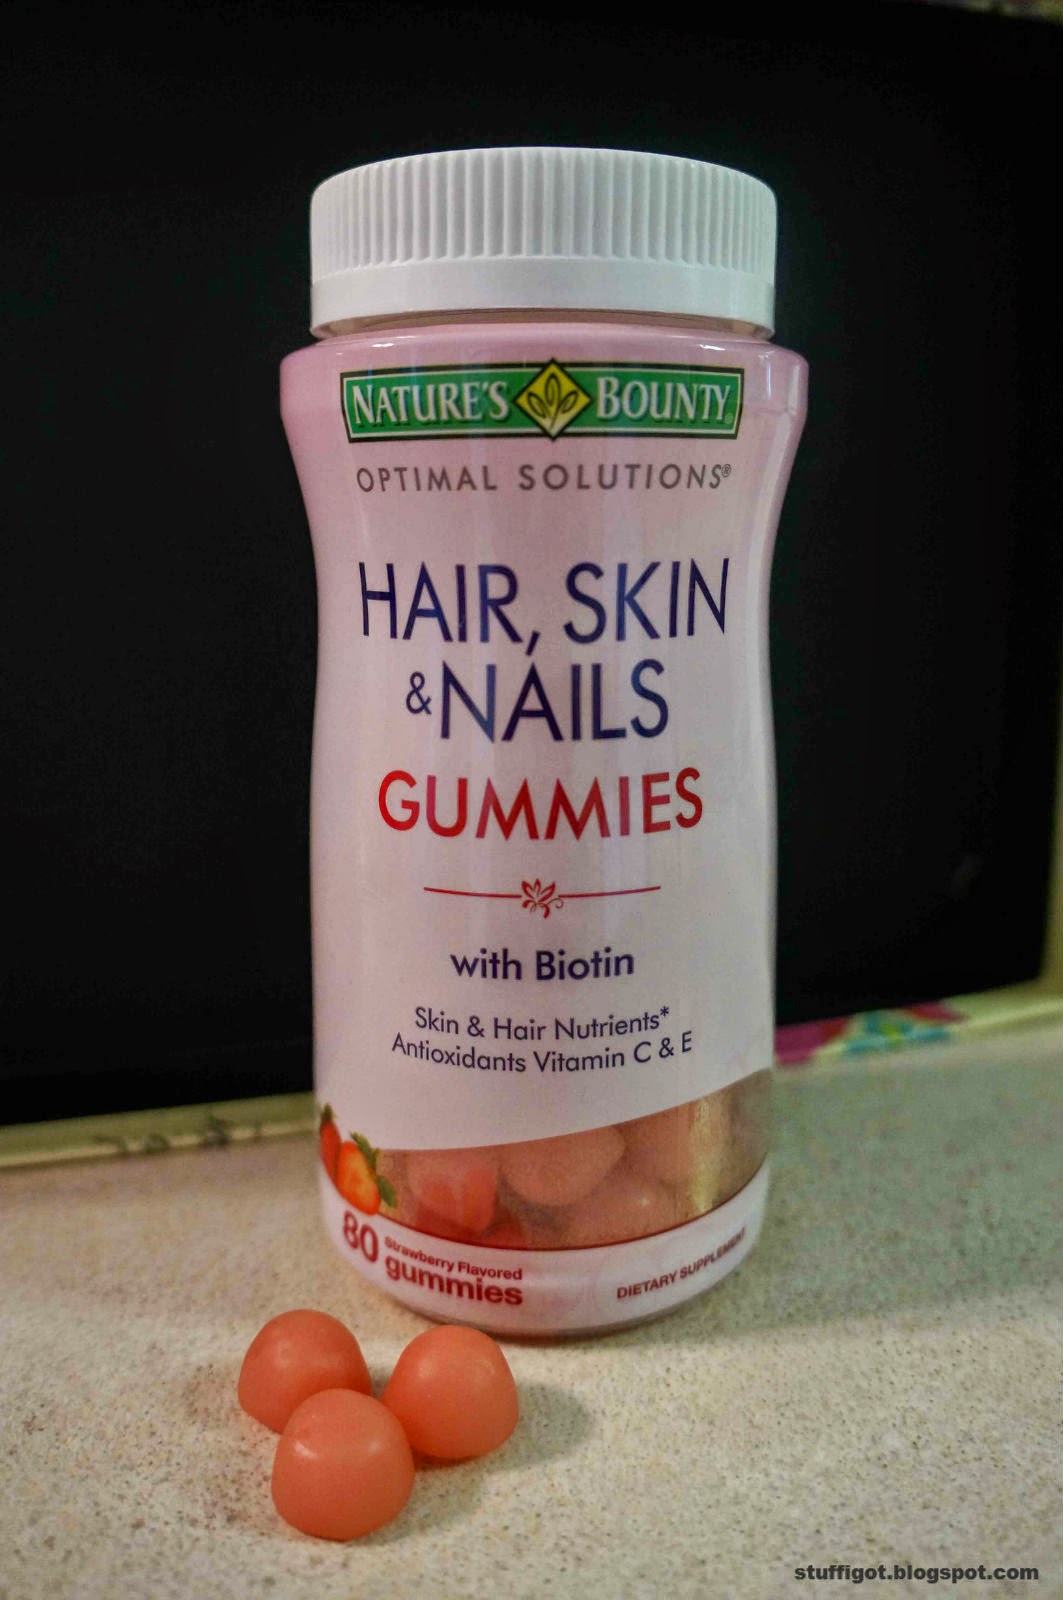 NATURE'S BOUNTY®
OPTIMAL SOLUTIONS®
HAIR, SKIN
& NAILS
GUMMIES
with Biotin
Skin & Hair Nutrients*
Antioxidants Vitamin C & E
80 Strawberry Flavored
gummies
DIETARY SUPPLEMENT
stuffigot.blogspot.com